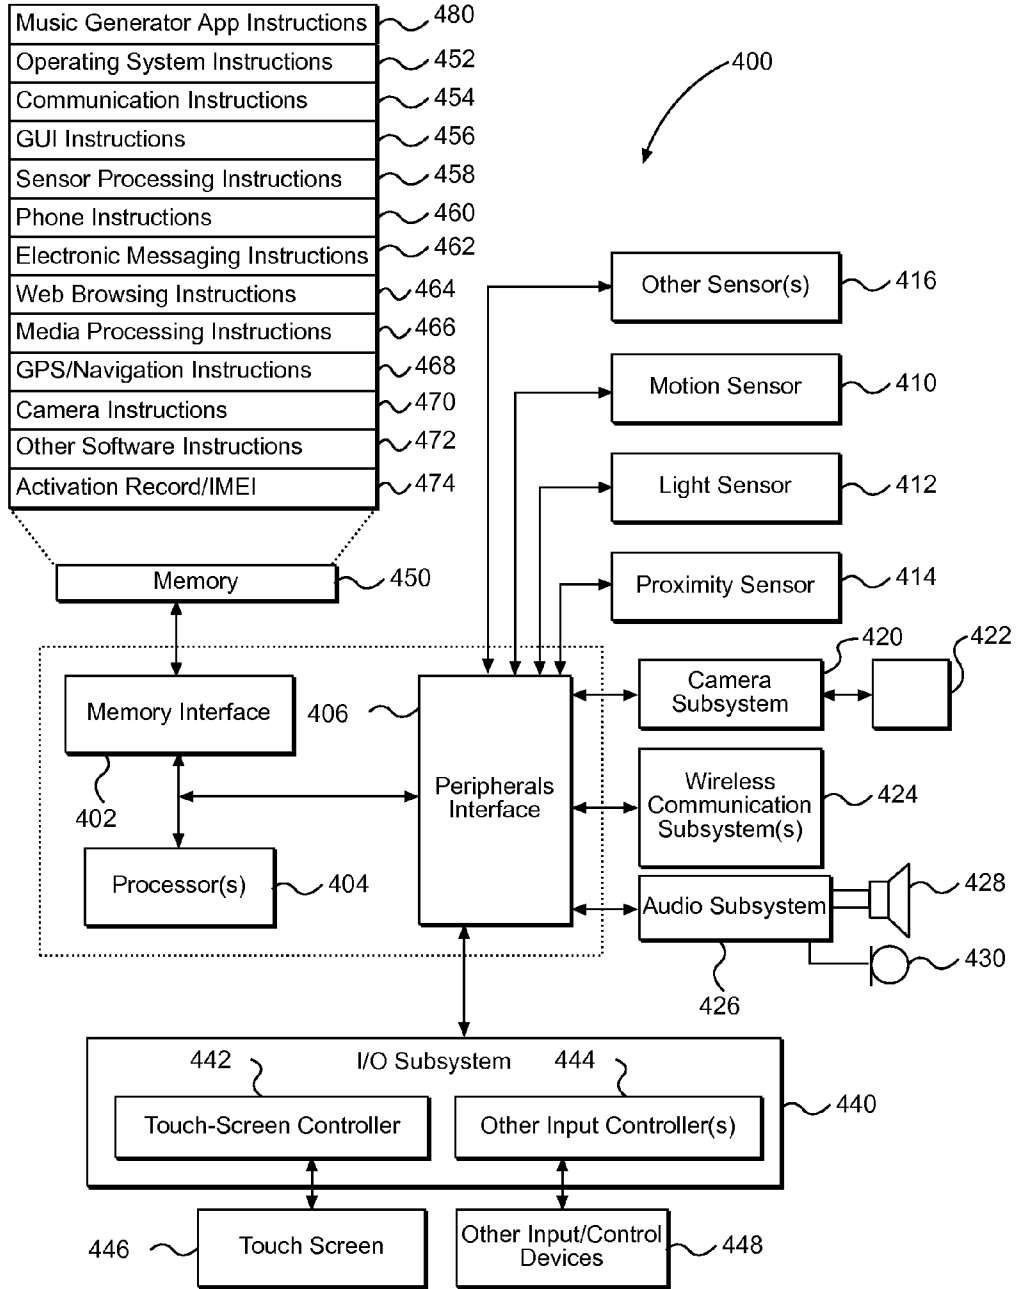 Music Generator App Instructions 480
Operating System Instructions 452
Communication Instructions 454
GUI Instructions 456
Sensor Processing Instructions 458
Phone Instructions 460
Electronic Messaging Instructions 462
Web Browsing Instructions 464
Media Processing Instructions 466
GPS/Navigation Instructions 468
Camera Instructions 470
Other Software Instructions 472
Activation Record/IMEI 474
400
Other Sensor(s) 416
Motion Sensor 410
Light Sensor 412
Proximity Sensor 414
Memory 450
Memory Interface
402
406
Peripherals
Interface
Processor(s) 404
420
422
Camera
Subsystem
Wireless
Communication
Subsystem(s)
424
Audio Subsystem
426
428
430
I/O Subsystem
442
444
440
Touch-Screen Controller
Other Input Controller(s)
446
Touch Screen
Other Input/Control
Devices
448